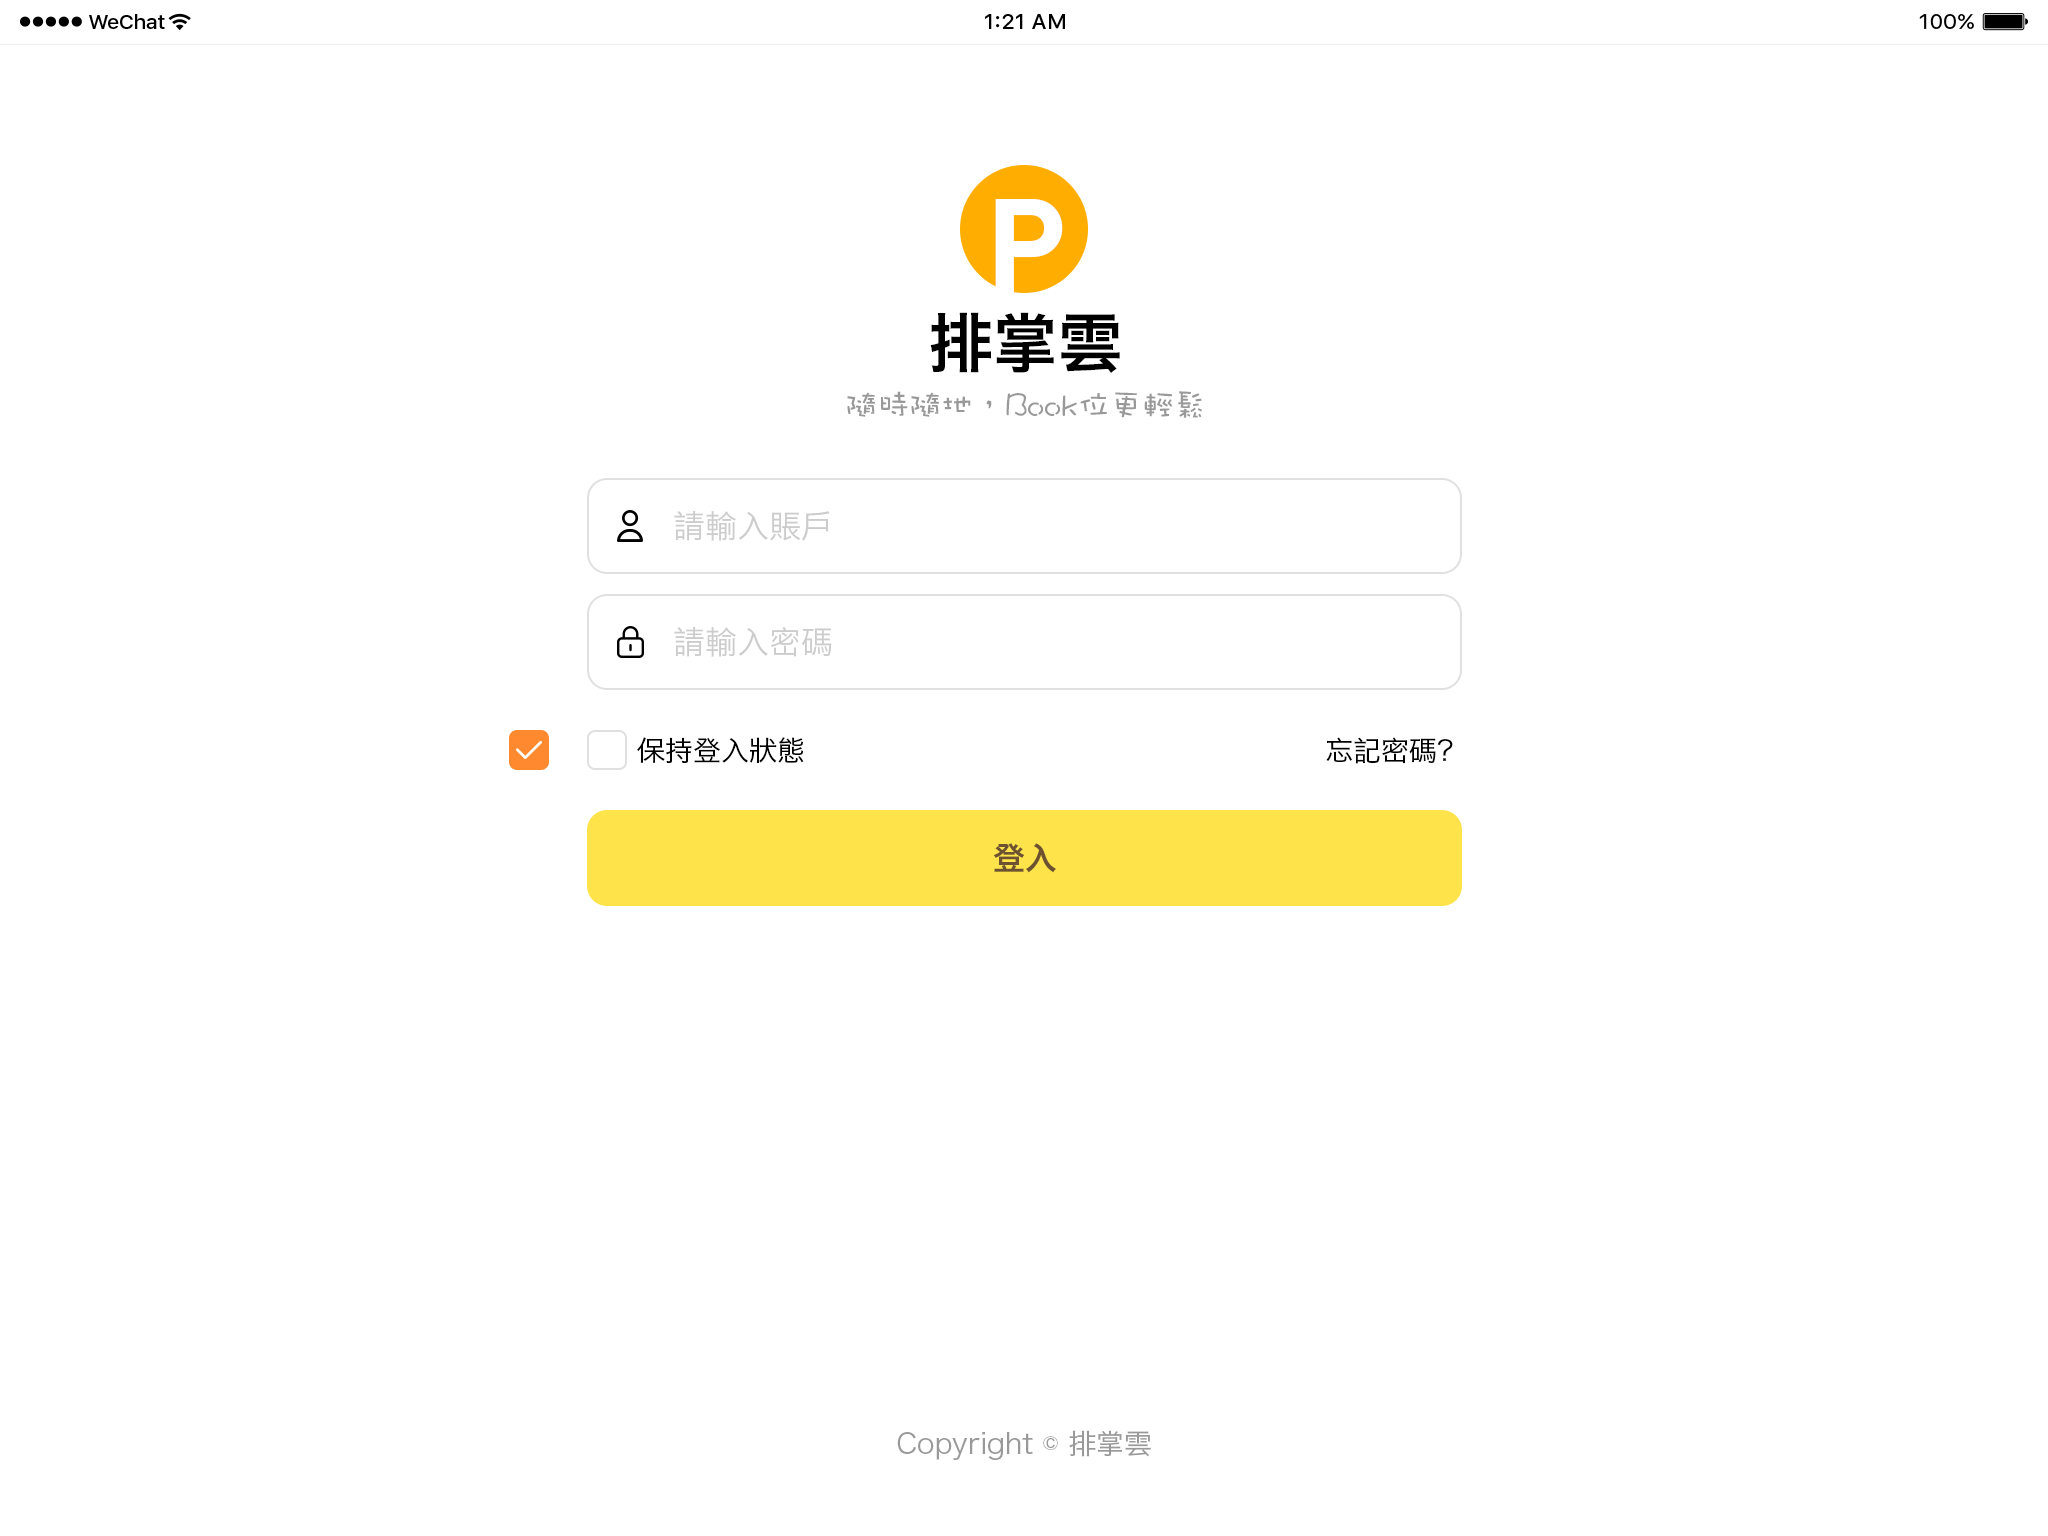 WeChat 1:21 AM 100%
P
排掌雲
隨時隨地，Book位更輕鬆
請輸入賬戶
請輸入密碼
保持登入狀態 忘記密碼?
登入
Copyright © 排掌雲